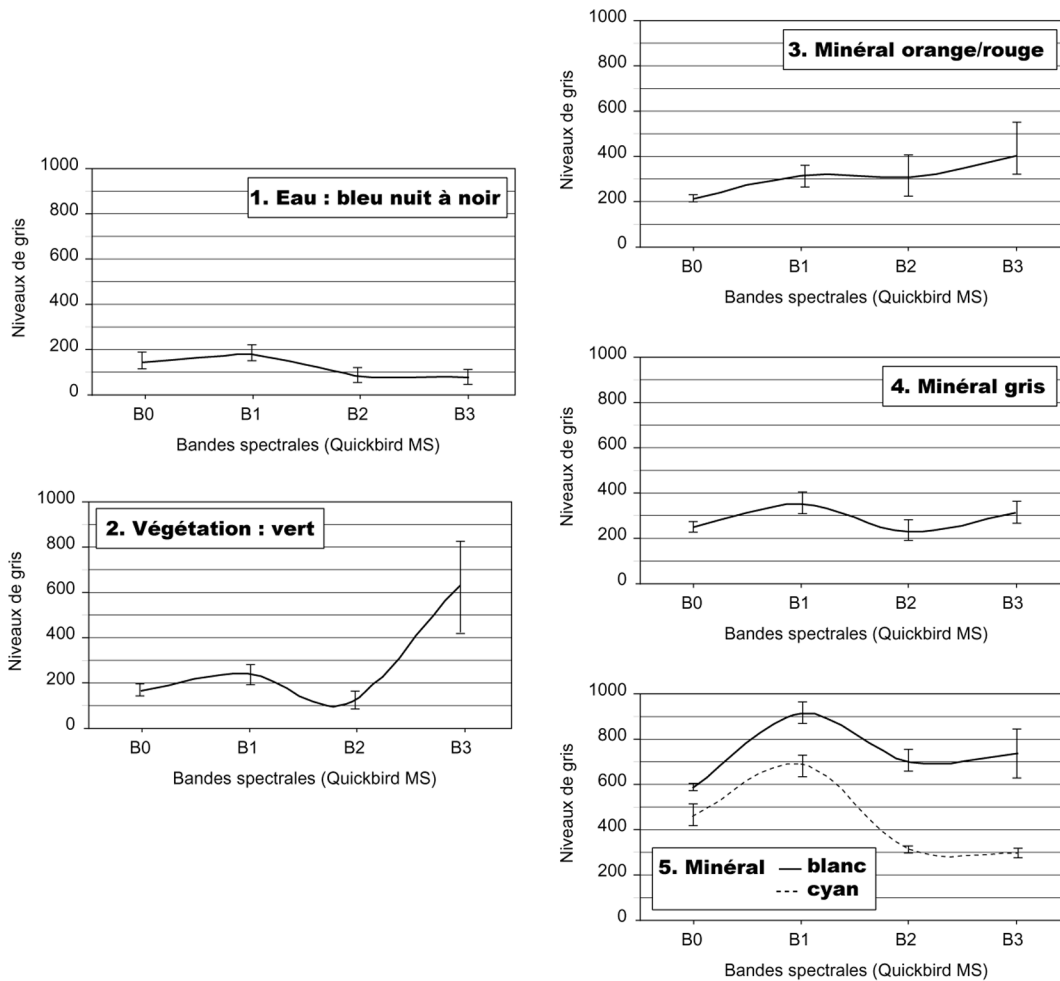 1000
800
600
400
200
0
Niveaux de gris
1. Eau : bleu nuit à noir
B0 B1 B2 B3
Bandes spectrales (Quickbird MS)
1000
800
600
400
200
0
Niveaux de gris
2. Végétation : vert
B0 B1 B2 B3
Bandes spectrales (Quickbird MS)
1000
800
600
400
200
0
Niveaux de gris
3. Minéral orange/rouge
B0 B1 B2 B3
Bandes spectrales (Quickbird MS)
1000
800
600
400
200
0
Niveaux de gris
4. Minéral gris
B0 B1 B2 B3
Bandes spectrales (Quickbird MS)
1000
800
600
400
200
0
Niveaux de gris
5. Minéral blanc
cyan
B0 B1 B2 B3
Bandes spectrales (Quickbird MS)